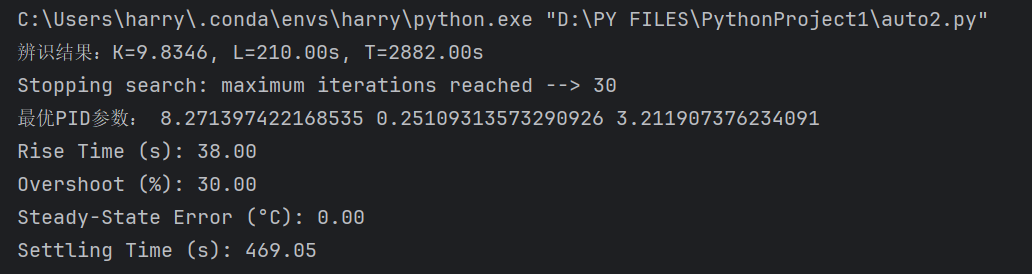 C:\Users\harry\.conda\envs\harry\python.exe "D:\PY FILES\PythonProject1\auto2.py"
辨识结果：K=9.8346, L=210.00s, T=2882.00s
Stopping search: maximum iterations reached --> 30
最优PID参数： 8.271397422168535 0.25109313573290926 3.211907376234091
Rise Time (s): 38.00
Overshoot (%): 30.00
Steady-State Error (°C): 0.00
Settling Time (s): 469.05